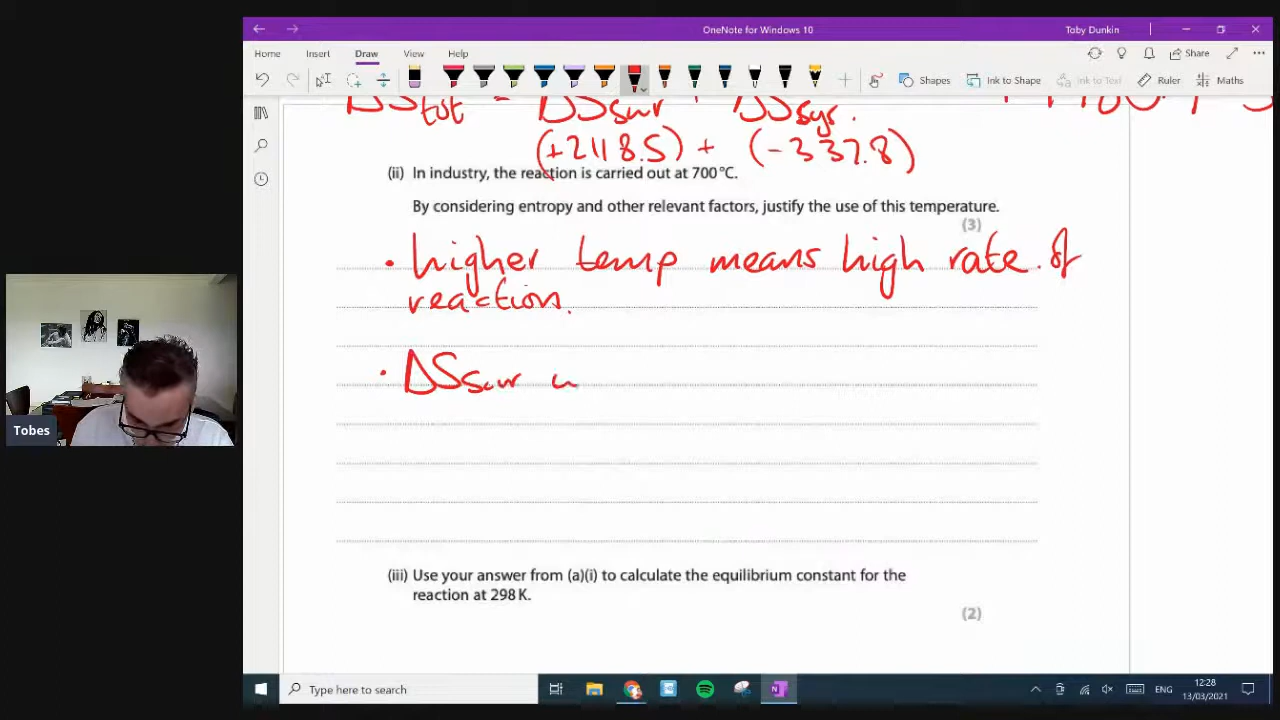 OneNote for Windows 10
Toby Dunkin
Home Insert Draw View Help
Share
Shapes Ink to Shape Ink to Text Ruler Maths
ΔStot = ΔSsur + ΔSsys.
(+2118.5) + (-337.8)
(ii) In industry, the reaction is carried out at 700 °C.
By considering entropy and other relevant factors, justify the use of this temperature.
(3)
• higher temp means high rate of
reaction.
• ΔSsur
(iii) Use your answer from (a)(i) to calculate the equilibrium constant for the
reaction at 298 K.
(2)
Tobes
Type here to search
ENG
12:28
13/03/2021